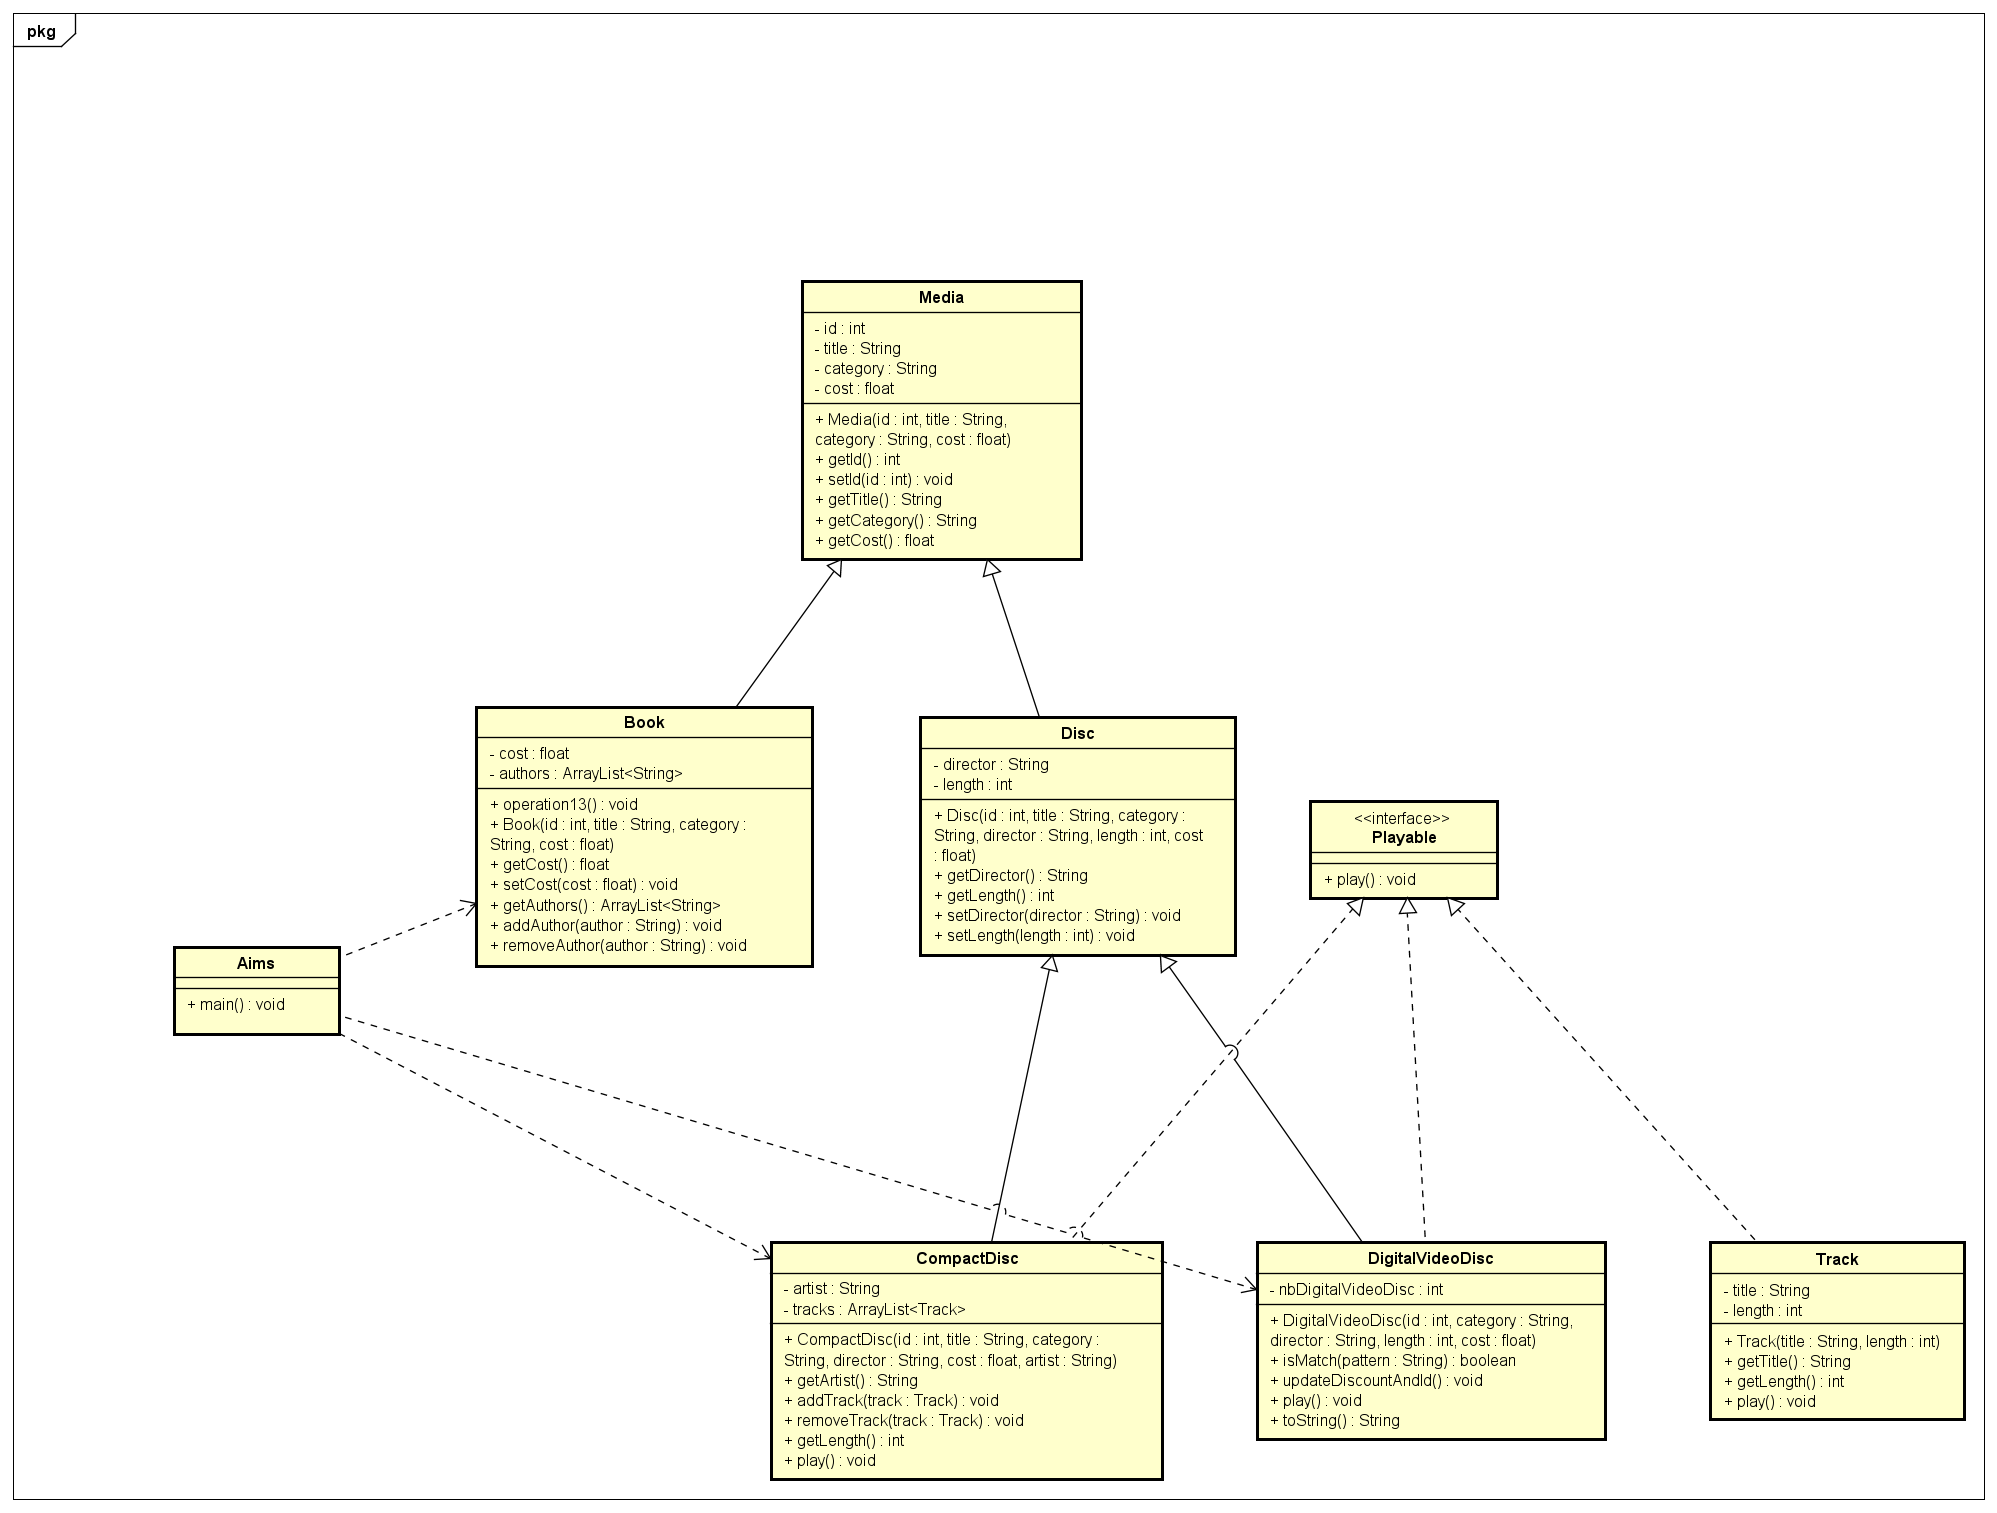 pkg
Media
- id : int
- title : String
- category : String
- cost : float
+ Media(id : int, title : String,
category : String, cost : float)
+ getId() : int
+ setId(id : int) : void
+ getTitle() : String
+ getCategory() : String
+ getCost() : float
Book
- cost : float
- authors : ArrayList<String>
+ operation13() : void
+ Book(id : int, title : String, category :
String, cost : float)
+ getCost() : float
+ setCost(cost : float) : void
+ getAuthors() : ArrayList<String>
+ addAuthor(author : String) : void
+ removeAuthor(author : String) : void
Disc
- director : String
- length : int
+ Disc(id : int, title : String, category :
String, director : String, length : int, cost
: float)
+ getDirector() : String
+ getLength() : int
+ setDirector(director : String) : void
+ setLength(length : int) : void
<<interface>>
Playable
+ play() : void
Aims
+ main() : void
CompactDisc
- artist : String
- tracks : ArrayList<Track>
+ CompactDisc(id : int, title : String, category :
String, director : String, cost : float, artist : String)
+ getArtist() : String
+ addTrack(track : Track) : void
+ removeTrack(track : Track) : void
+ getLength() : int
+ play() : void
DigitalVideoDisc
- nbDigitalVideoDisc : int
+ DigitalVideoDisc(id : int, category : String,
director : String, length : int, cost : float)
+ isMatch(pattern : String) : boolean
+ updateDiscountAndId() : void
+ play() : void
+ toString() : String
Track
- title : String
- length : int
+ Track(title : String, length : int)
+ getTitle() : String
+ getLength() : int
+ play() : void